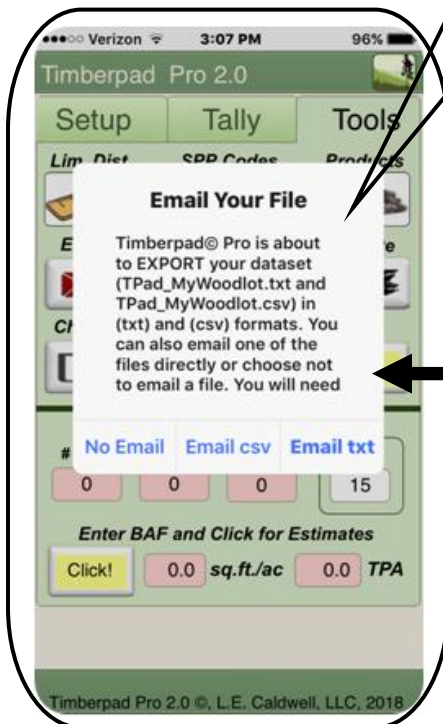 Verizon 3:07 PM 96%
Timberpad Pro 2.0
Setup Tally Tools
Lim. Dist. SPP Codes Products
Email Your File
Timberpad© Pro is about
to EXPORT your dataset
(TPad_MyWoodlot.txt and
TPad_MyWoodlot.csv) in
(txt) and (csv) formats. You
can also email one of the
files directly or choose not
to email a file. You will need
No Email Email csv Email txt
#
0 0 0 15
Enter BAF and Click for Estimates
Click! 0.0 sq.ft./ac 0.0 TPA
Timberpad Pro 2.0 ©, L.E. Caldwell, LLC, 2018